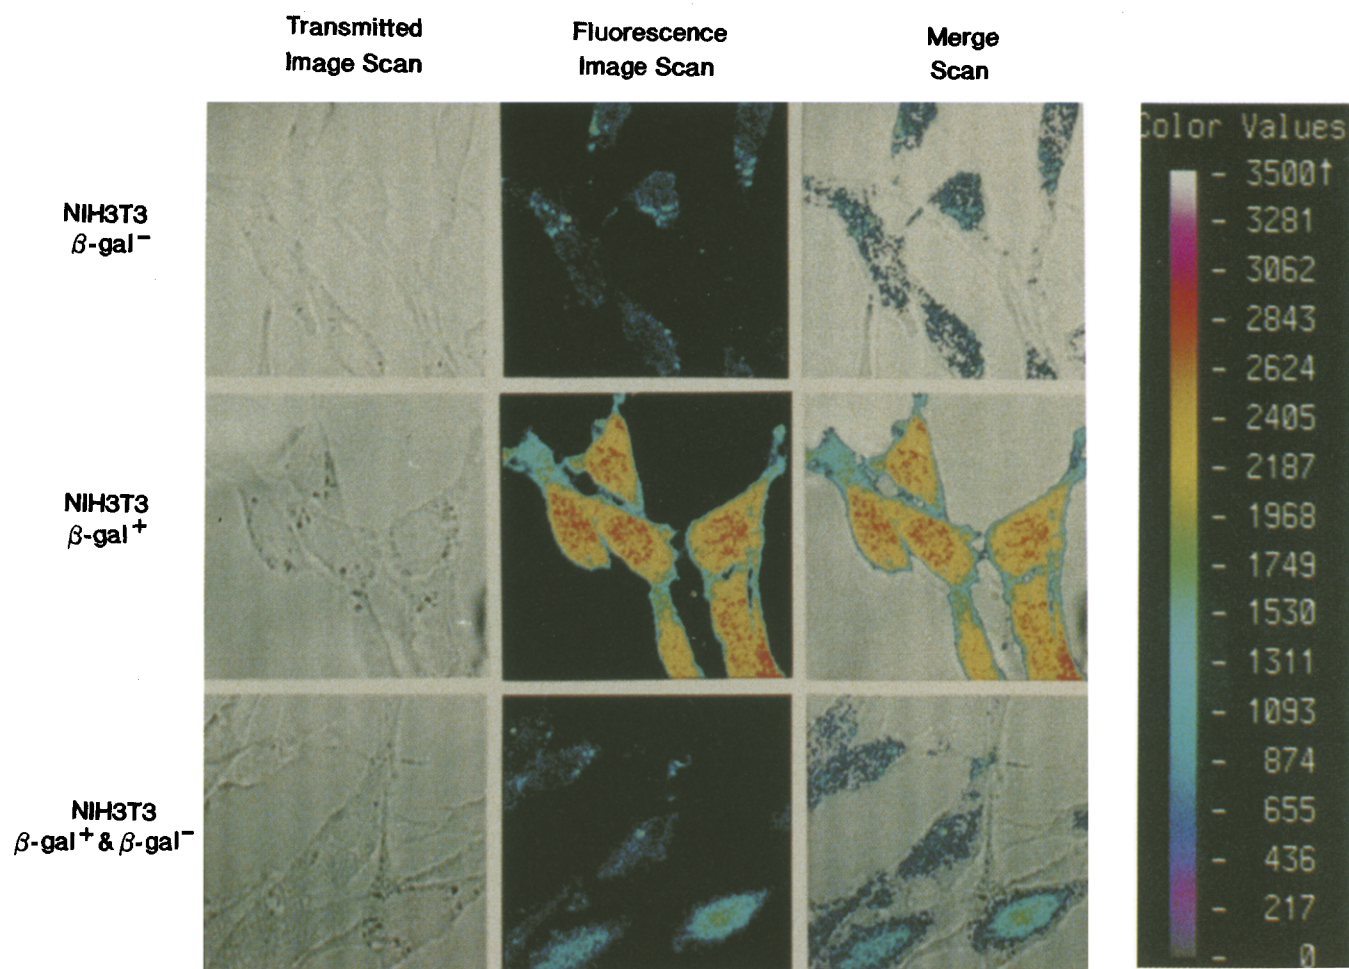 Transmitted
Image Scan
Fluorescence
Image Scan
Merge
Scan
NIH3T3
β-gal⁻
NIH3T3
β-gal⁺
NIH3T3
β-gal⁺ & β-gal⁻
Color Values
3500↑
3281
3062
2843
2624
2405
2187
1968
1749
1530
1311
1093
874
655
436
217
0